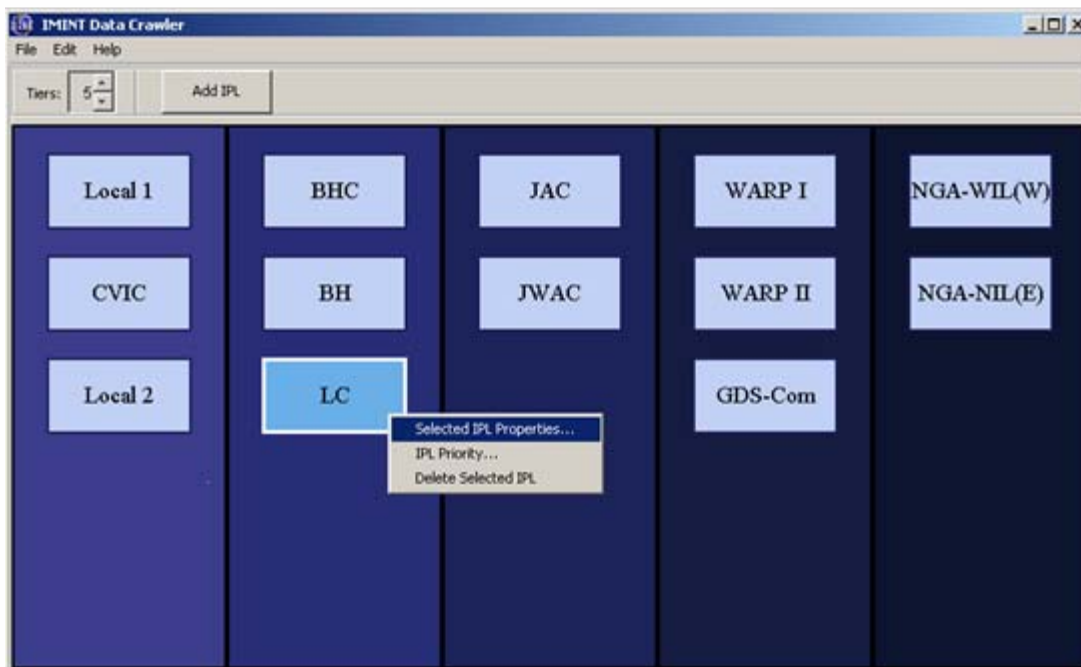 IMINT Data Crawler
File Edit Help
Tiers: 5 Add IPL
Local 1 BHC JAC WARP I NGA-WIL(W)
CVIC BH JWAC WARP II NGA-NIL(E)
Local 2 LC GDS-Com
Selected IPL Properties...
IPL Priority...
Delete Selected IPL